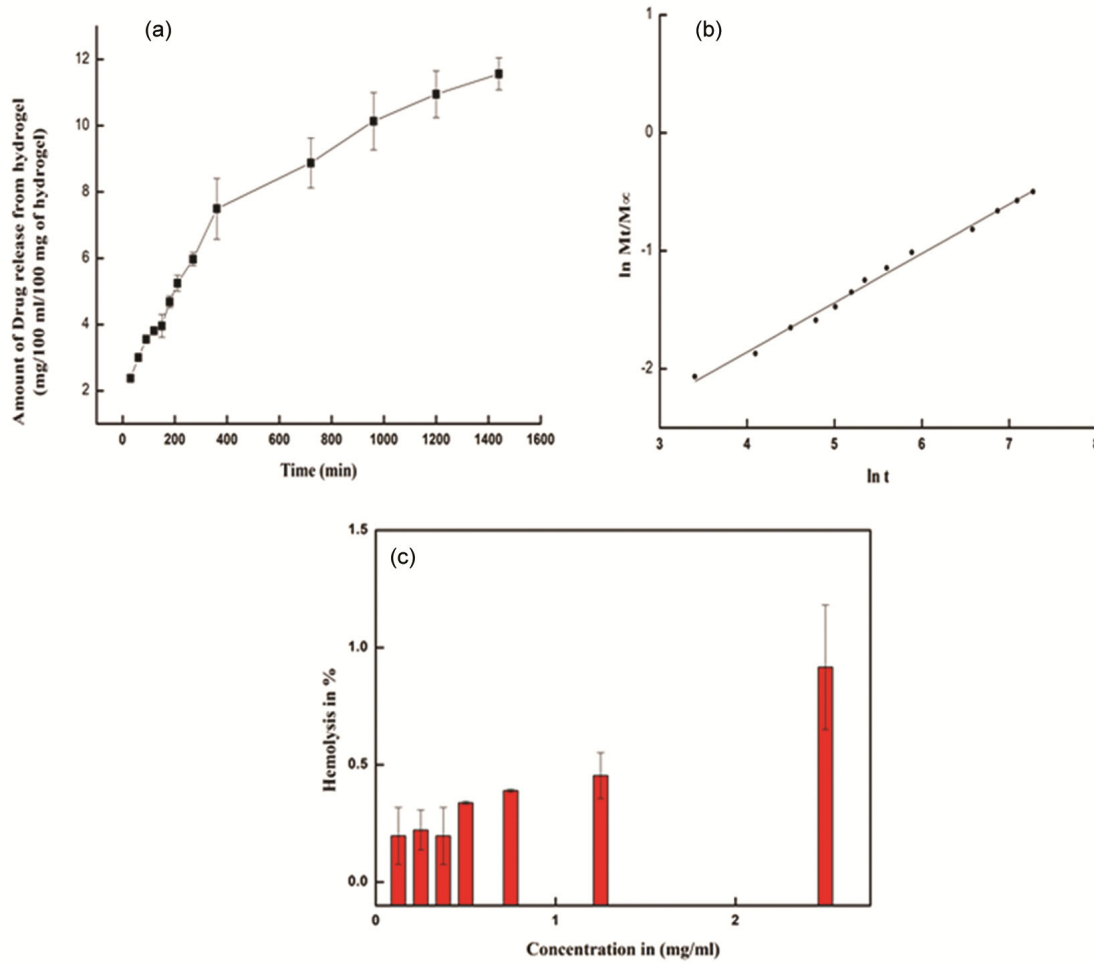 (a)
12
10
8
6
4
2
Amount of Drug release from hydrogel
(mg/100 ml/100 mg of hydrogel)
0 200 400 600 800 1000 1200 1400 1600
Time (min)
(b)
1
0
-1
-2
ln Mt/M∝
3 4 5 6 7 8
ln t
(c)
1.5
1.0
0.5
0.0
Hemolysis in %
0 1 2
Concentration in (mg/ml)